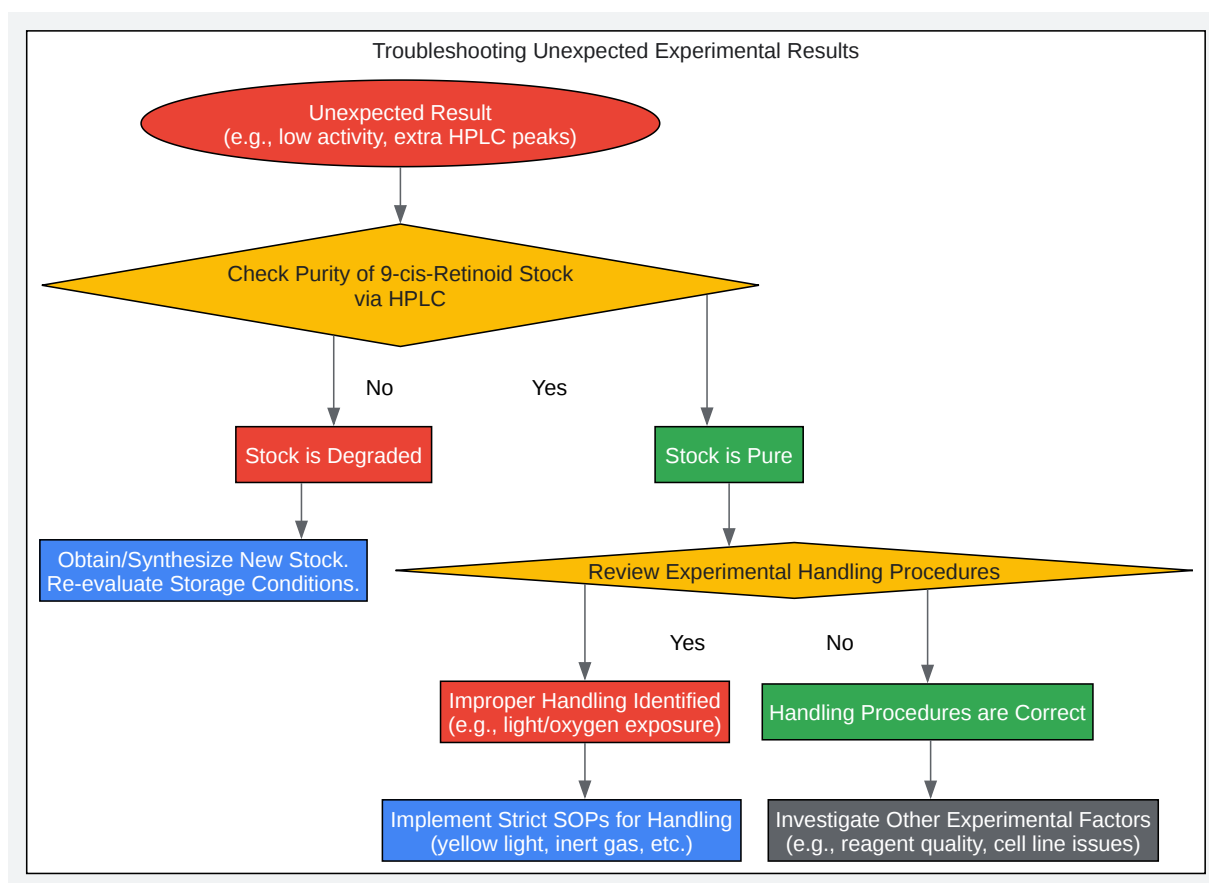 Troubleshooting Unexpected Experimental Results
Unexpected Result
(e.g., low activity, extra HPLC peaks)
Check Purity of 9-cis-Retinoid Stock
via HPLC
No
Yes
Stock is Degraded
Stock is Pure
Obtain/Synthesize New Stock.
Re-evaluate Storage Conditions.
Review Experimental Handling Procedures
Yes
No
Improper Handling Identified
(e.g., light/oxygen exposure)
Handling Procedures are Correct
Implement Strict SOPs for Handling
(yellow light, inert gas, etc.)
Investigate Other Experimental Factors
(e.g., reagent quality, cell line issues)